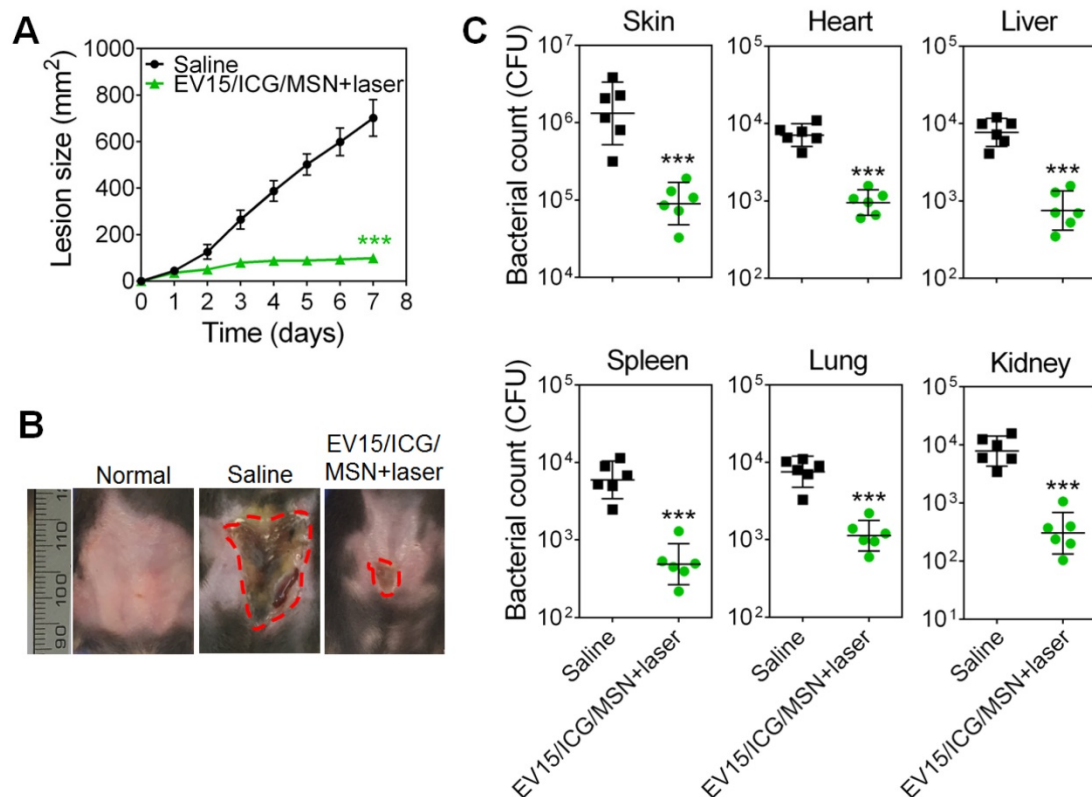 A
1000
800
600
400
200
0
Lesion size (mm²)
Saline
EV15/ICG/MSN+laser
***
0 1 2 3 4 5 6 7 8
Time (days)
B
Normal
Saline
EV15/ICG/
MSN+laser
110
100
90
C
Skin
Heart
Liver
Bacterial count (CFU)
10⁷
10⁶
10⁵
10⁴
***
10⁵
10⁴
10³
10²
***
10⁵
10⁴
10³
10²
***
Spleen
Lung
Kidney
Bacterial count (CFU)
10⁵
10⁴
10³
10²
***
10⁵
10⁴
10³
10²
***
10⁵
10⁴
10³
10²
10¹
***
Saline
EV15/ICG/MSN+laser
Saline
EV15/ICG/MSN+laser
Saline
EV15/ICG/MSN+laser